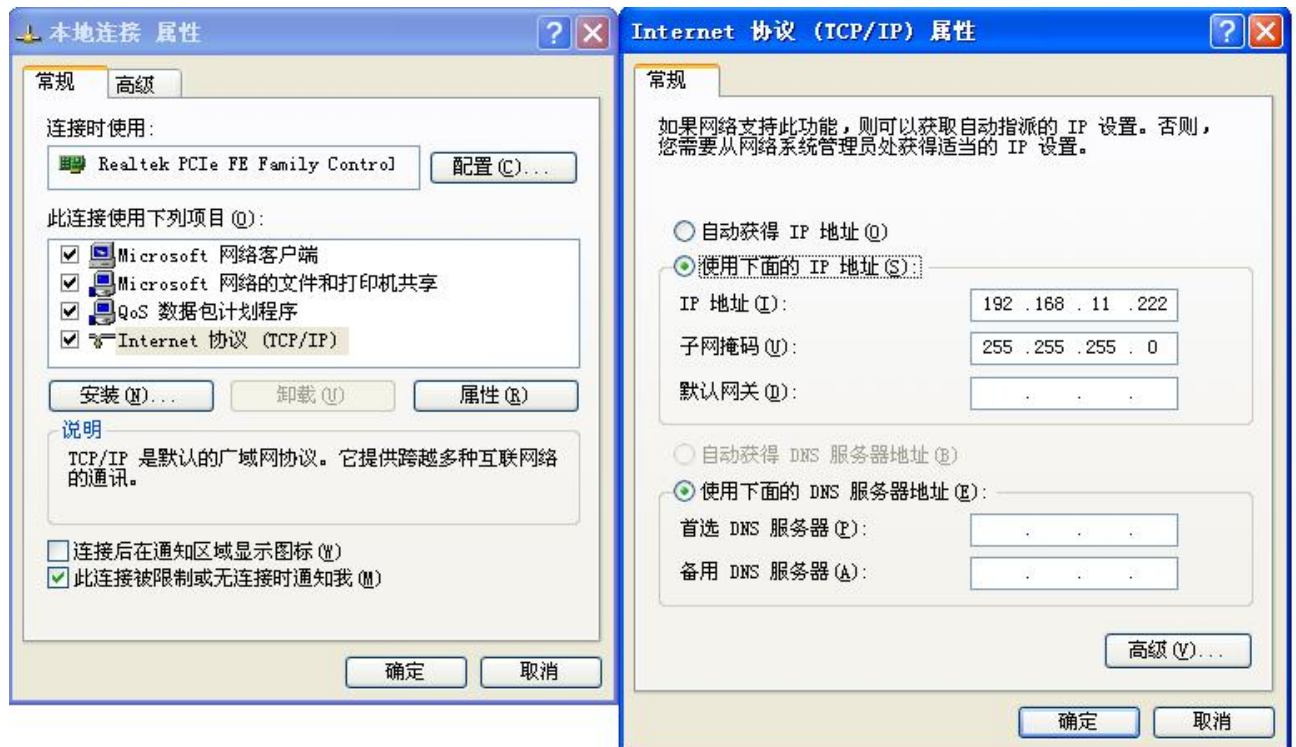 本地连接 属性
常规
高级
连接时使用:
Realtek PCIe FE Family Control
配置(C)...
此连接使用下列项目(O):
Microsoft 网络客户端
Microsoft 网络的文件和打印机共享
QoS 数据包计划程序
Internet 协议 (TCP/IP)
安装(N)...
卸载(U)
属性(R)
说明
TCP/IP 是默认的广域网协议。它提供跨越多种互联网络
的通讯。
连接后在通知区域显示图标(W)
此连接被限制或无连接时通知我(M)
确定
取消
Internet 协议 (TCP/IP) 属性
常规
如果网络支持此功能，则可以获取自动指派的 IP 设置。否则，
您需要从网络系统管理员处获得适当的 IP 设置。
自动获得 IP 地址(O)
使用下面的 IP 地址(S):
IP 地址(I):
192 .168 . 11 .222
子网掩码(U):
255 .255 .255 . 0
默认网关(D):
. . .
自动获得 DNS 服务器地址(B)
使用下面的 DNS 服务器地址(E):
首选 DNS 服务器(P):
. . .
备用 DNS 服务器(A):
. . .
高级(V)...
确定
取消